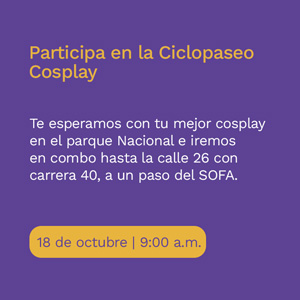 Participa en la Ciclopaseo
Cosplay
Te esperamos con tu mejor cosplay
en el parque Nacional e iremos
en combo hasta la calle 26 con
carrera 40, a un paso del SOFA.
18 de octubre | 9:00 a.m.